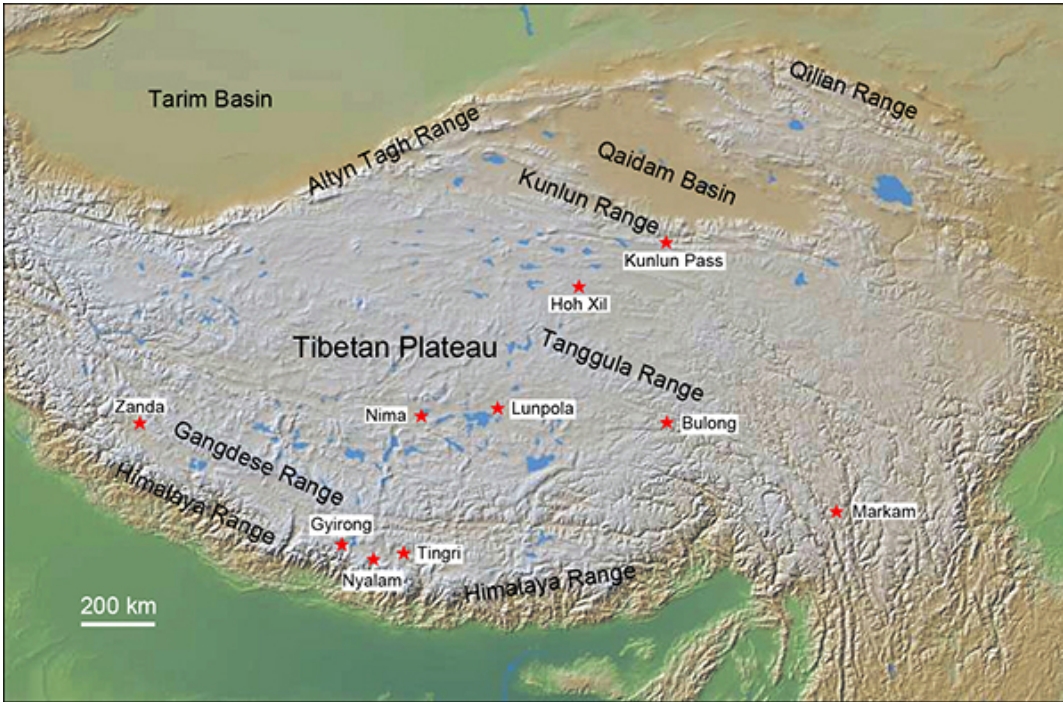 Tarim Basin
Qilian Range
Altyn Tagh Range
Qaidam Basin
Kunlun Range
Kunlun Pass
Hoh Xil
Tibetan Plateau
Tanggula Range
Zanda
Nima
Lunpola
Bulong
Gangdese Range
Himalaya Range
Markam
Gyirong
Tingri
Nyalam
Himalaya Range
200 km